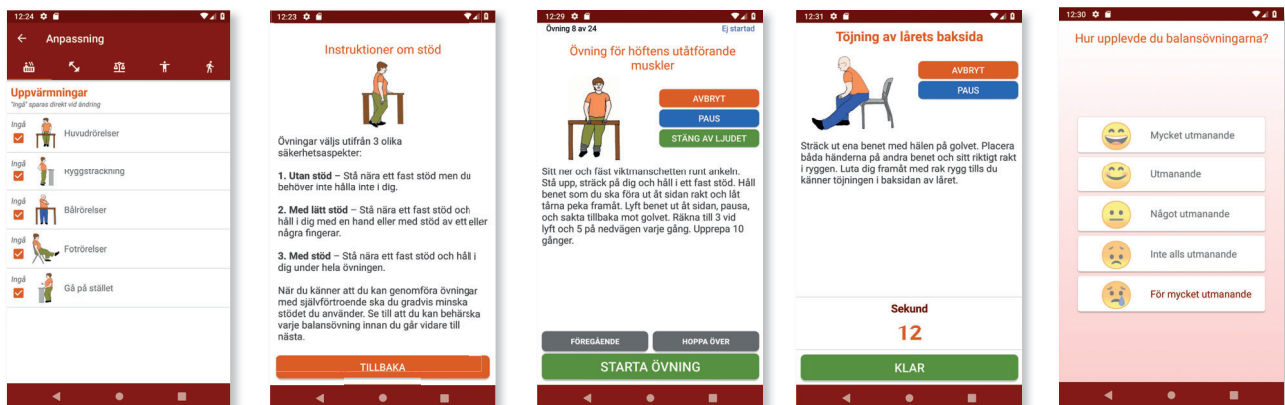 12:24
Anpassning
Uppvärmningar
"Ingå" sparas direkt vid ändring
Ingå
Huvudrörelser
Ingå
Ryggsträckning
Ingå
Bålrörelser
Ingå
Fotrörelser
Ingå
Gå på stället
12:23
Instruktioner om stöd
Övningar väljs utifrån 3 olika
säkerhetsaspekter:
1. Utan stöd – Stå nära ett fast stöd men du
behöver inte hålla inte i dig.
2. Med lätt stöd – Stå nära ett fast stöd och
håll i dig med en hand eller med stöd av ett eller
några fingerar.
3. Med stöd – Stå nära ett fast stöd och håll i
dig under hela övningen.
När du känner att du kan genomföra övningar
med självförtroende ska du gradvis minska
stödet du använder. Se till att du kan behärska
varje balansövning innan du går vidare till
nästa.
TILLBAKA
12:29
Övning 8 av 24
Ej startad
Övning för höftens utåtförande
muskler
AVBRYT
PAUS
STÄNG AV LJUDET
Sitt ner och fäst viktmanschetten runt ankeln.
Stå upp, sträck på dig och håll i ett fast stöd. Håll
benet som du ska föra ut åt sidan rakt och låt
tårna peka framåt. Lyft benet ut åt sidan, pausa,
och sakta tillbaka mot golvet. Räkna till 3 vid
lyft och 5 på nedvägen varje gång. Upprepa 10
gånger.
FÖREGÅENDE
HOPPA ÖVER
STARTA ÖVNING
12:31
Töjning av lårets baksida
AVBRYT
PAUS
Sträck ut ena benet med hälen på golvet. Placera
båda händerna på andra benet och sitt riktigt rakt
i ryggen. Luta dig framåt med rak rygg tills du
känner töjningen i baksidan av låret.
Sekund
12
KLAR
12:30
Hur upplevde du balansövningarna?
Mycket utmanande
Utmanande
Något utmanande
Inte alls utmanande
För mycket utmanande